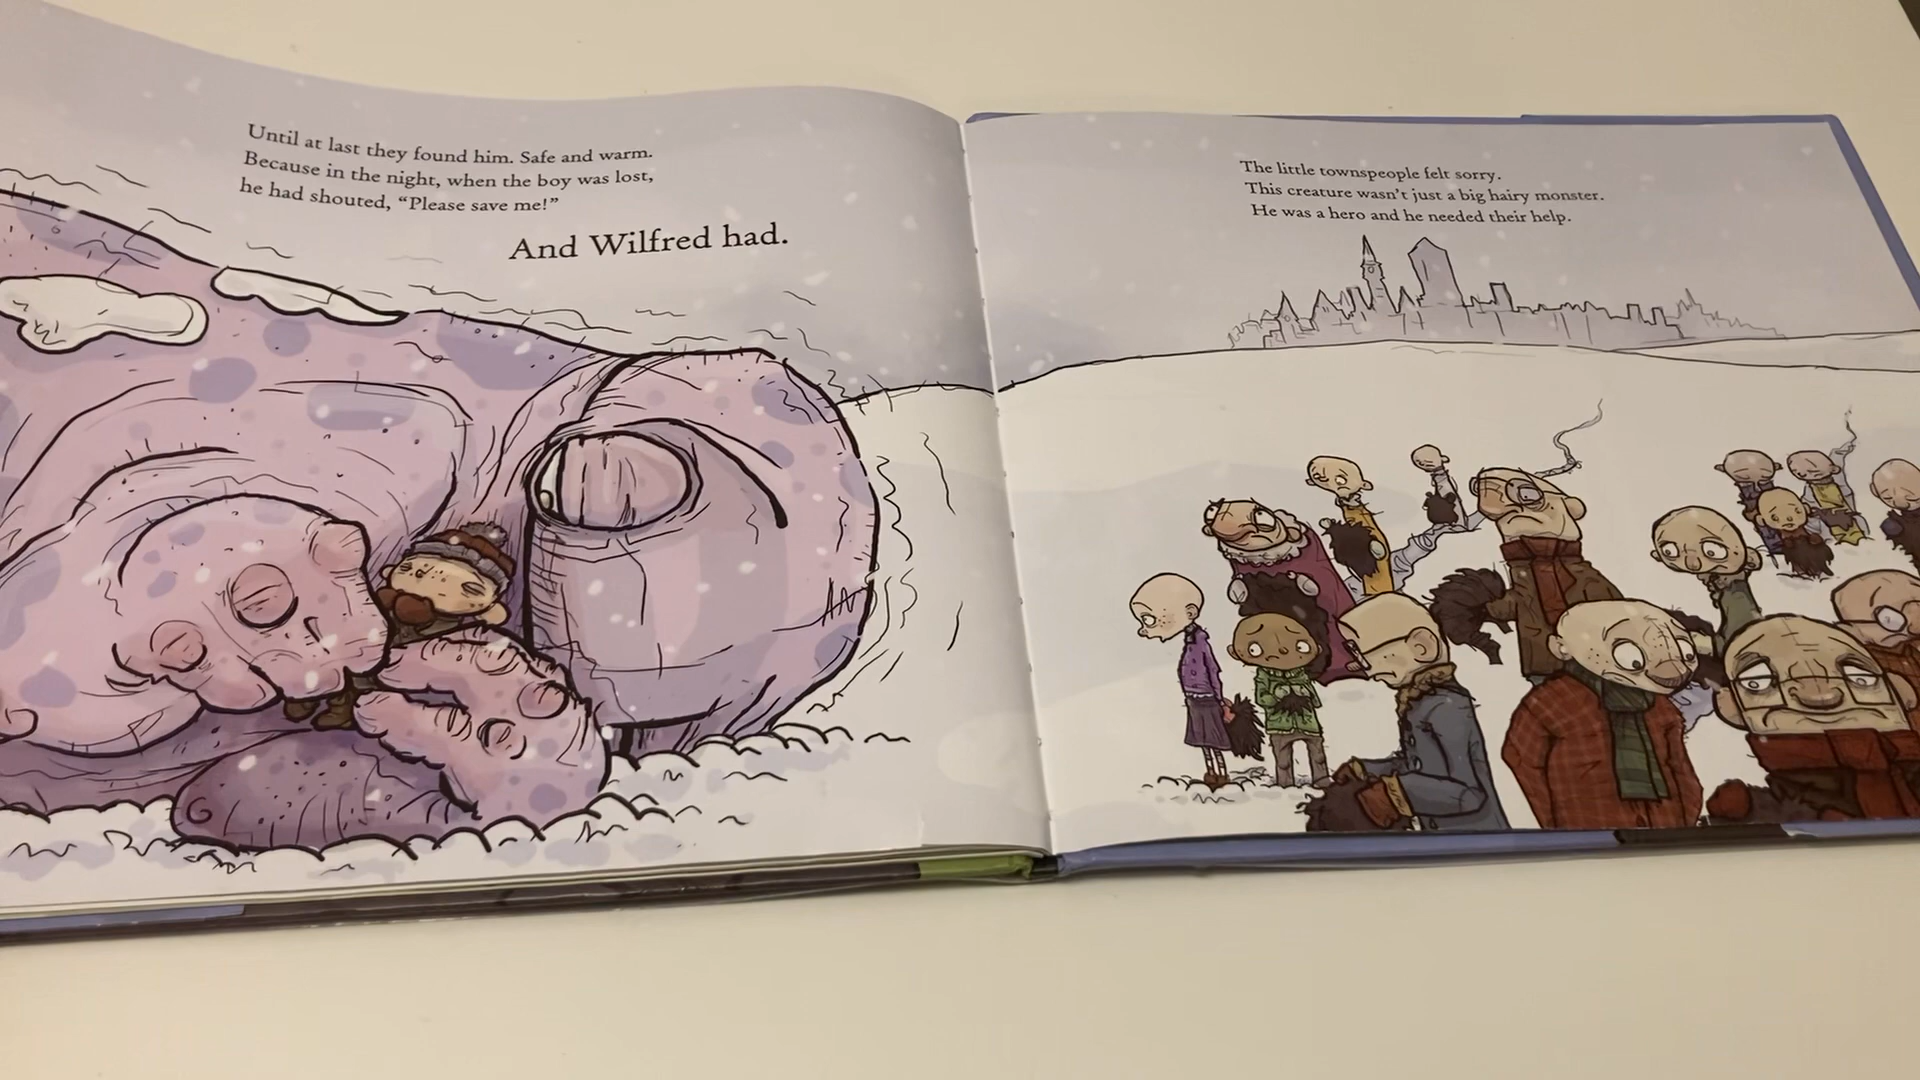 Until at last they found him. Safe and warm.
Because in the night, when the boy was lost,
he had shouted, “Please save me!”
And Wilfred had.
The little townspeople felt sorry.
This creature wasn’t just a big hairy monster.
He was a hero and he needed their help.